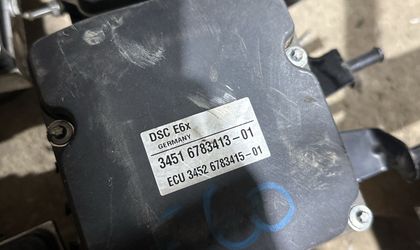 DSC E6x
GERMANY
3451 6783413-01
ECU 3452 6783415-01